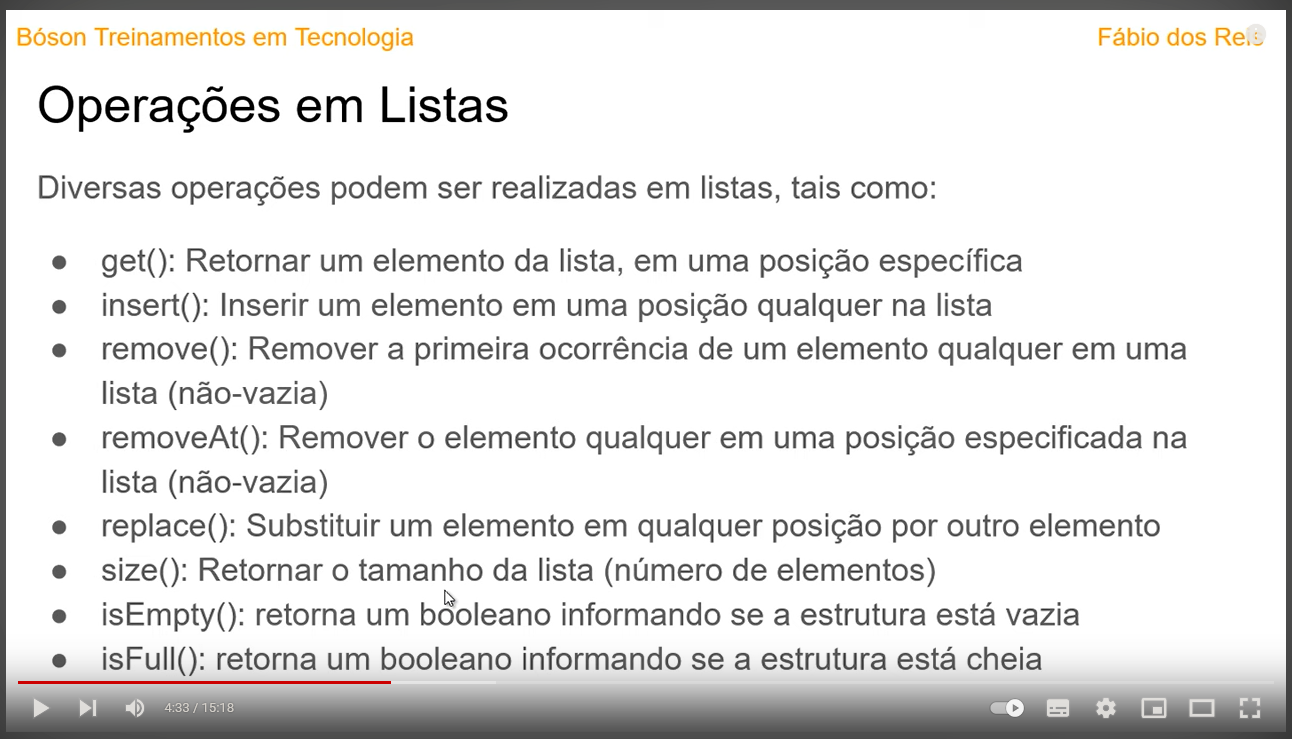 Bóson Treinamentos em Tecnologia
Fábio dos Reis
Operações em Listas
Diversas operações podem ser realizadas em listas, tais como:
● get(): Retornar um elemento da lista, em uma posição específica
● insert(): Inserir um elemento em uma posição qualquer na lista
● remove(): Remover a primeira ocorrência de um elemento qualquer em uma
lista (não-vazia)
● removeAt(): Remover o elemento qualquer em uma posição especificada na
lista (não-vazia)
● replace(): Substituir um elemento em qualquer posição por outro elemento
● size(): Retornar o tamanho da lista (número de elementos)
● isEmpty(): retorna um booleano informando se a estrutura está vazia
● isFull(): retorna um booleano informando se a estrutura está cheia
4:33 / 15:18